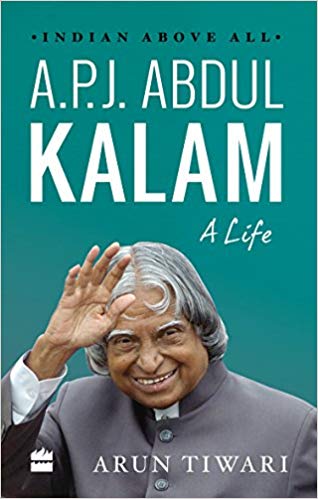 • INDIAN ABOVE ALL •
A.P.J. ABDUL
KALAM
A Life
ARUN TIWARI